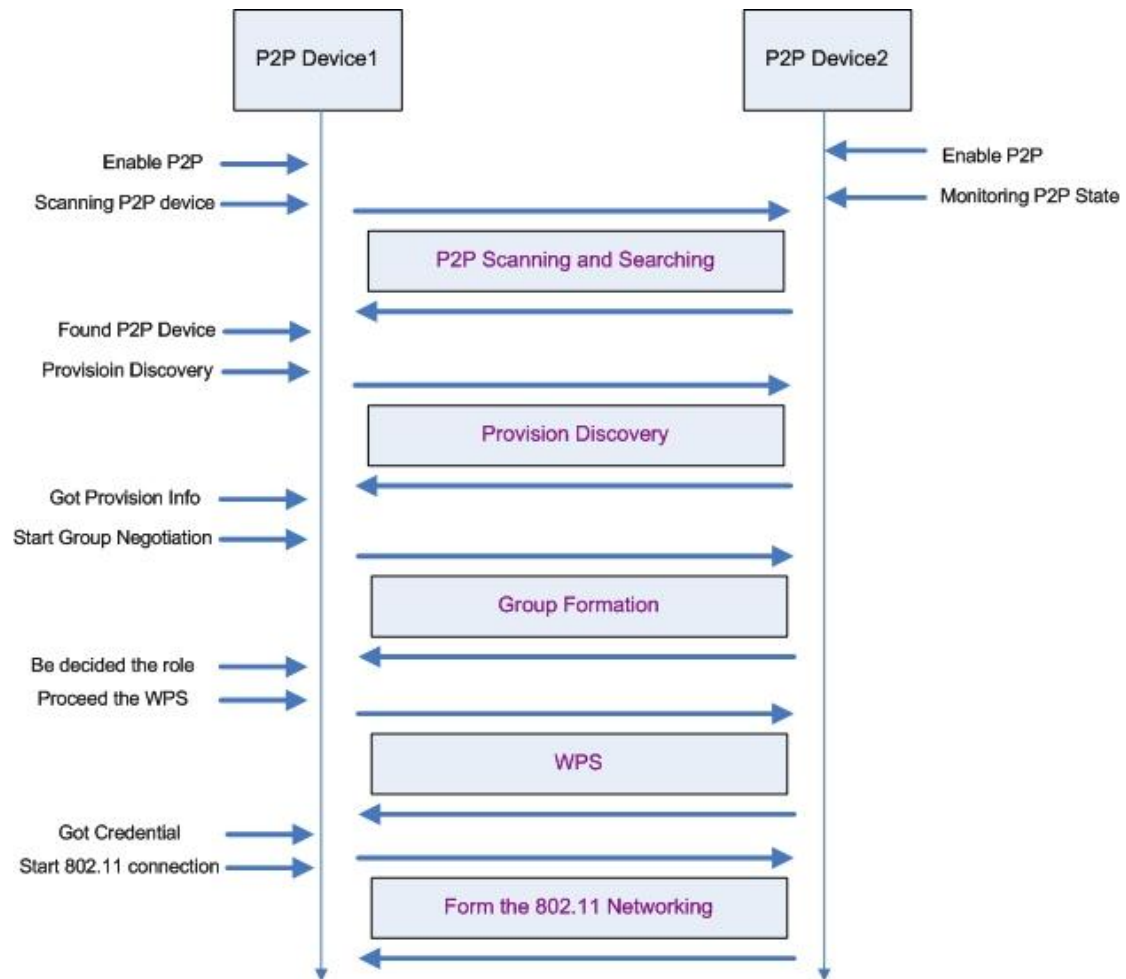 P2P Device1
P2P Device2
Enable P2P
Enable P2P
Scanning P2P device
Monitoring P2P State
P2P Scanning and Searching
Found P2P Device
Provisioin Discovery
Provision Discovery
Got Provision Info
Start Group Negotiation
Group Formation
Be decided the role
Proceed the WPS
WPS
Got Credential
Start 802.11 connection
Form the 802.11 Networking